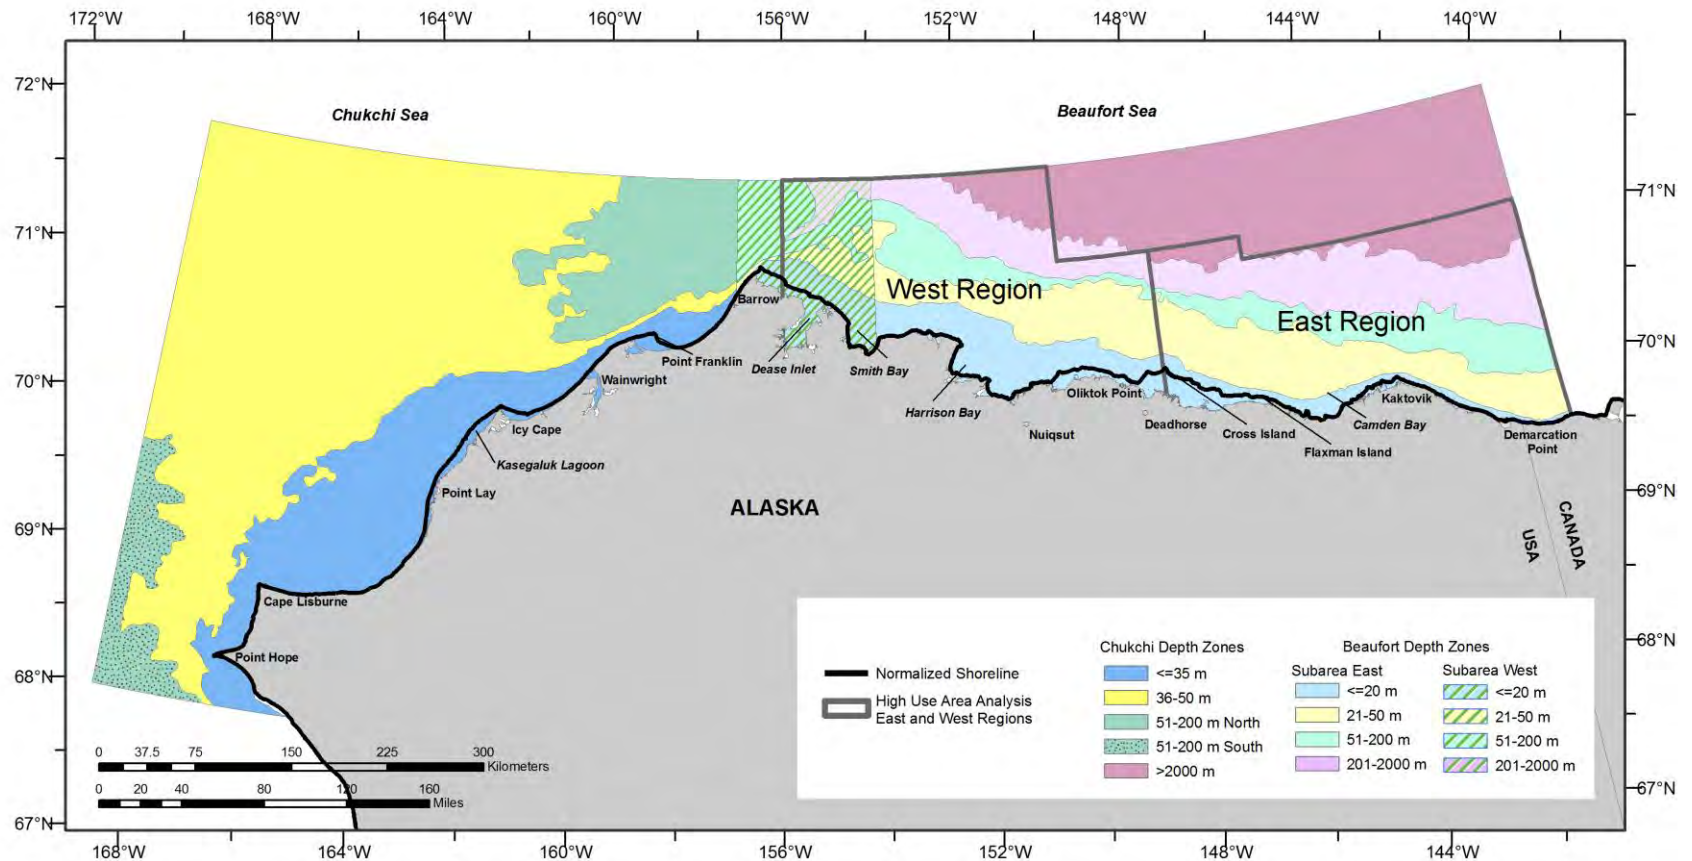 172°W 168°W 164°W 160°W 156°W 152°W 148°W 144°W 140°W
72°N
Chukchi Sea
Beaufort Sea
71°N
71°N
West Region
East Region
Barrow
70°N
Point Franklin
Dease Inlet
Smith Bay
70°N
Wainwright
Harrison Bay
Oliktok Point
Kaktovik
Icy Cape
Nuiqsut
Deadhorse
Cross Island
Camden Bay
Demarcation
Point
Flaxman Island
Kasegaluk Lagoon
Point Lay
69°N
69°N
ALASKA
USA
CANADA
Cape Lisburne
Point Hope
68°N
68°N
67°N
67°N
Normalized Shoreline
High Use Area Analysis
East and West Regions
Chukchi Depth Zones
<=35 m
36-50 m
51-200 m North
51-200 m South
>2000 m
Beaufort Depth Zones
Subarea East
<=20 m
21-50 m
51-200 m
201-2000 m
Subarea West
<=20 m
21-50 m
51-200 m
201-2000 m
0 37.5 75 150 225 300
Kilometers
0 20 40 80 120 160
Miles
168°W 164°W 160°W 156°W 152°W 148°W 144°W